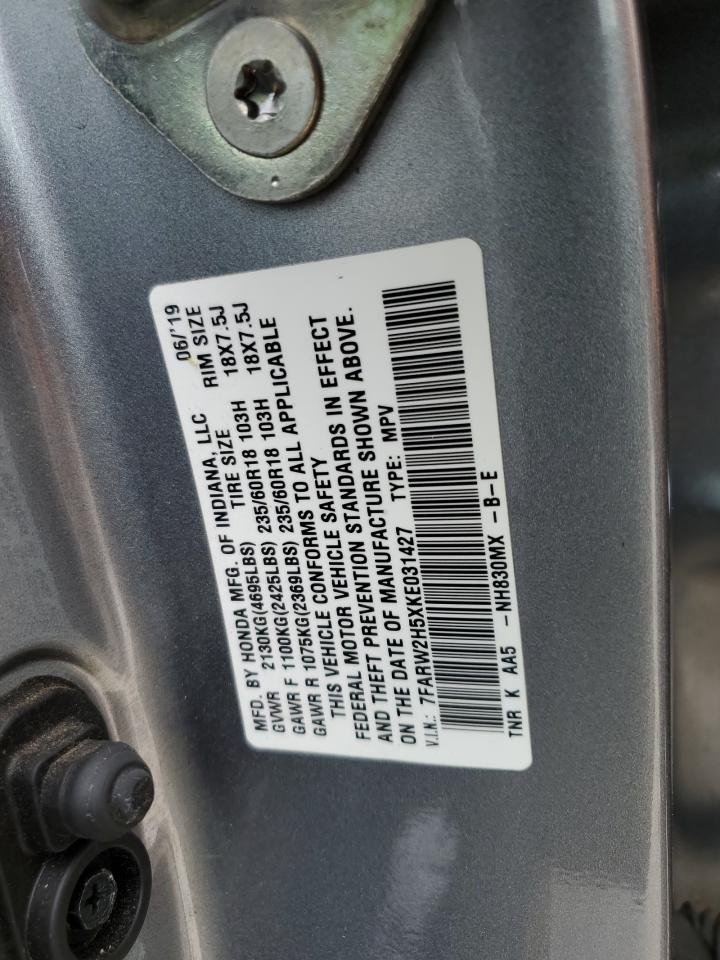 MFD. BY HONDA MFG. OF INDIANA, LLC 06/'19
GVWR 2130KG(4695LBS) TIRE SIZE RIM SIZE
GAWR F 1100KG(2425LBS) 235/60R18 103H 18X7.5J
GAWR R 1075KG(2369LBS) 235/60R18 103H 18X7.5J
THIS VEHICLE CONFORMS TO ALL APPLICABLE
FEDERAL MOTOR VEHICLE SAFETY
AND THEFT PREVENTION STANDARDS IN EFFECT
ON THE DATE OF MANUFACTURE SHOWN ABOVE.
V.I.N.: 7FARW2H5XKE031427 TYPE: MPV
TNR K AA5 -NH830MX -B-E